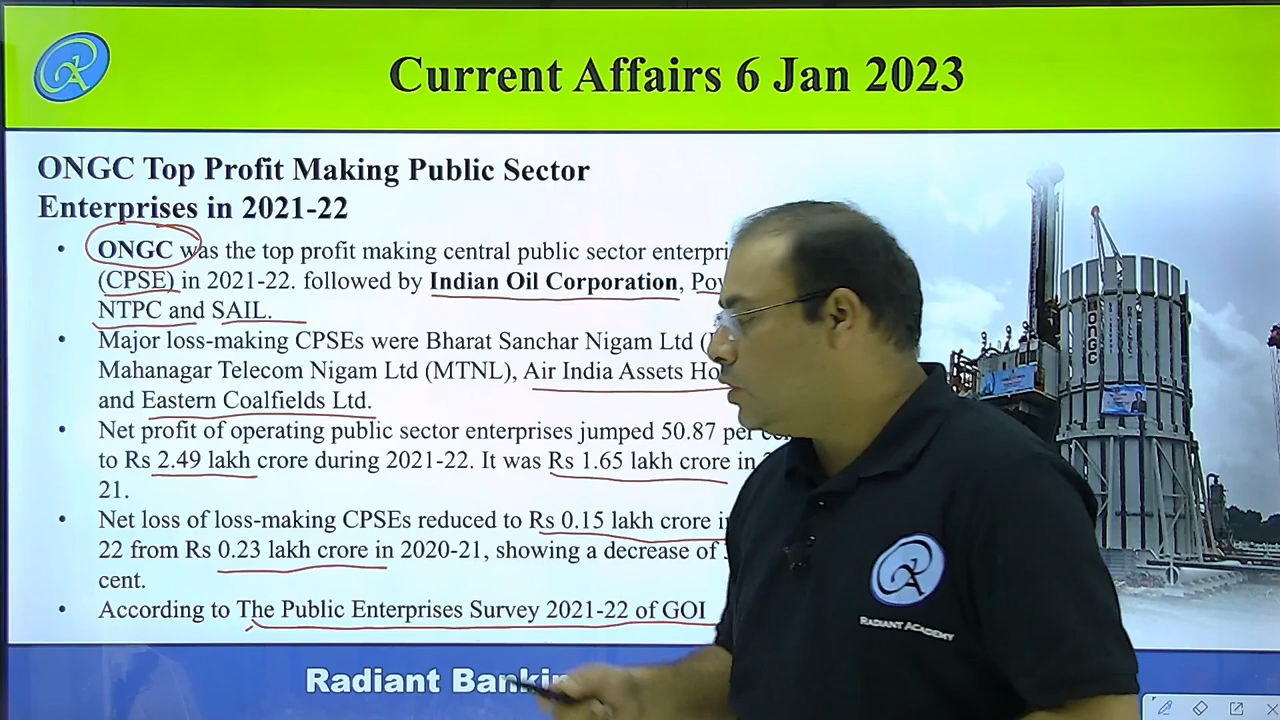 Current Affairs 6 Jan 2023
ONGC Top Profit Making Public Sector
Enterprises in 2021-22
• ONGC was the top profit making central public sector
(CPSE) in 2021-22. followed by Indian Oil Corporation,
NTPC and SAIL.
• Major loss-making CPSEs were Bharat Sanchar Nigam Ltd (
Mahanagar Telecom Nigam Ltd (MTNL), Air India Assets
and Eastern Coalfields Ltd.
• Net profit of operating public sector enterprises jumped 50.87 per
to Rs 2.49 lakh crore during 2021-22. It was Rs 1.65 lakh crore in
21.
• Net loss of loss-making CPSEs reduced to Rs 0.15 lakh crore
22 from Rs 0.23 lakh crore in 2020-21, showing a decrease of
cent.
• According to The Public Enterprises Survey 2021-22 of GOI
ONGC
RA
RADIANT ACADEMY
Radiant